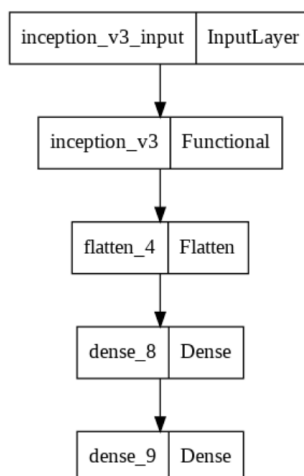 inception_v3_input InputLayer
inception_v3 Functional
flatten_4 Flatten
dense_8 Dense
dense_9 Dense